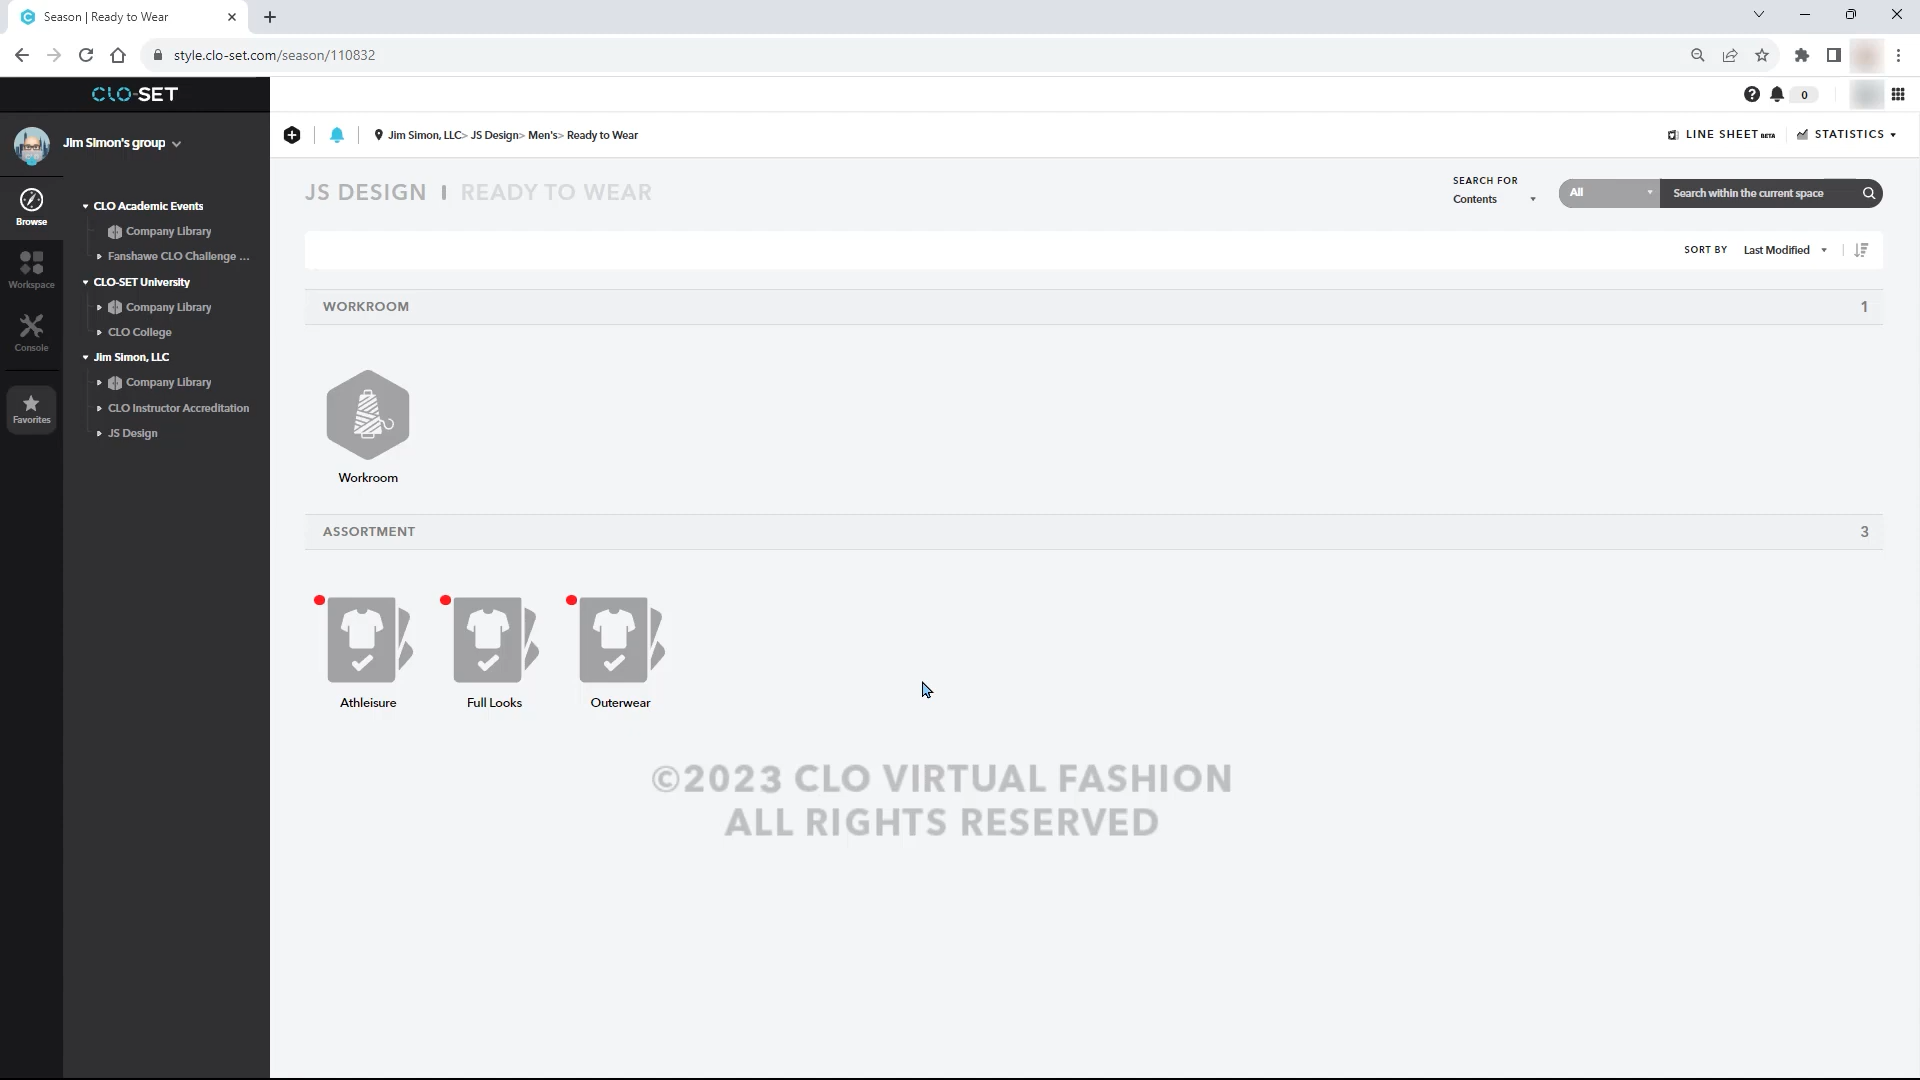 Season | Ready to Wear
style.clo-set.com/season/110832
CLO-SET
0
Jim Simon's group
Jim Simon, LLC> JS Design> Men's> Ready to Wear
LINE SHEET BETA
STATISTICS
Browse
Workspace
Console
Favorites
CLO Academic Events
Company Library
Fanshawe CLO Challenge ...
CLO-SET University
Company Library
CLO College
Jim Simon, LLC
Company Library
CLO Instructor Accreditation
JS Design
JS DESIGN | READY TO WEAR
SEARCH FOR
Contents
All
Search within the current space
SORT BY Last Modified
WORKROOM 1
Workroom
ASSORTMENT 3
Athleisure
Full Looks
Outerwear
©2023 CLO VIRTUAL FASHION
ALL RIGHTS RESERVED